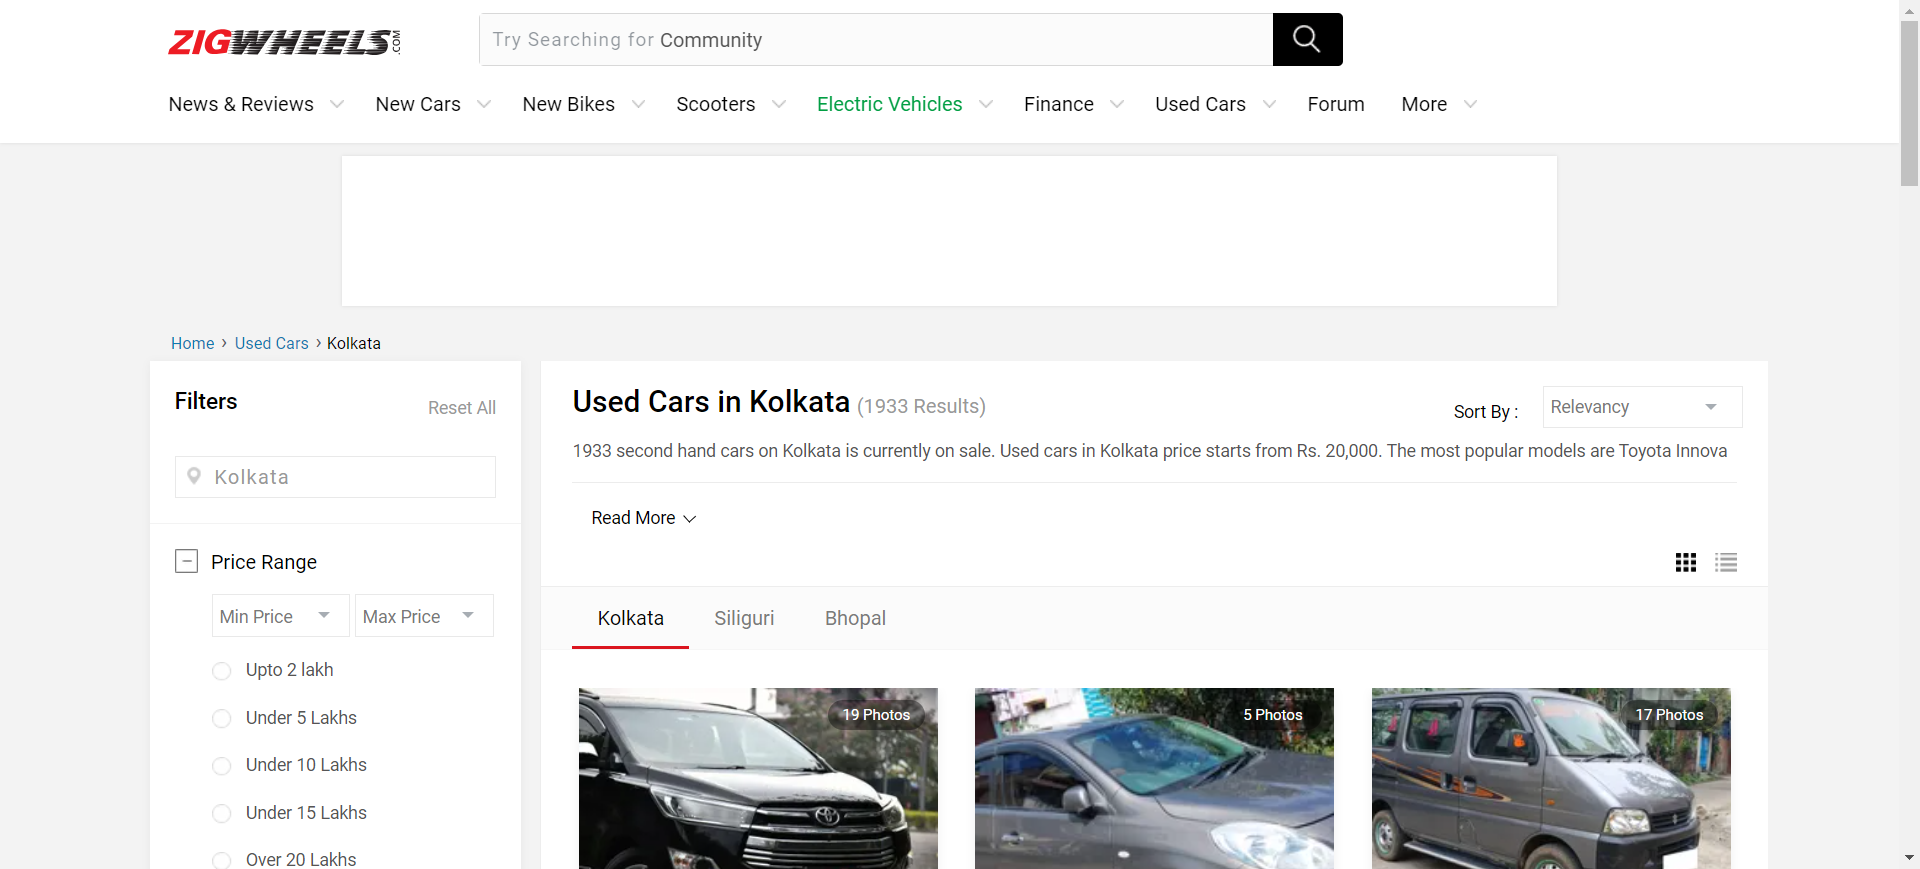 ZIGWHEELS.COM
Try Searching for Community
News & Reviews New Cars New Bikes Scooters Electric Vehicles Finance Used Cars Forum More
Home › Used Cars › Kolkata
Filters
Reset All
Kolkata
Price Range
Min Price Max Price
Upto 2 lakh
Under 5 Lakhs
Under 10 Lakhs
Under 15 Lakhs
Over 20 Lakhs
Used Cars in Kolkata (1933 Results)
Sort By : Relevancy
1933 second hand cars on Kolkata is currently on sale. Used cars in Kolkata price starts from Rs. 20,000. The most popular models are Toyota Innova
Read More
Kolkata Siliguri Bhopal
19 Photos
5 Photos
17 Photos